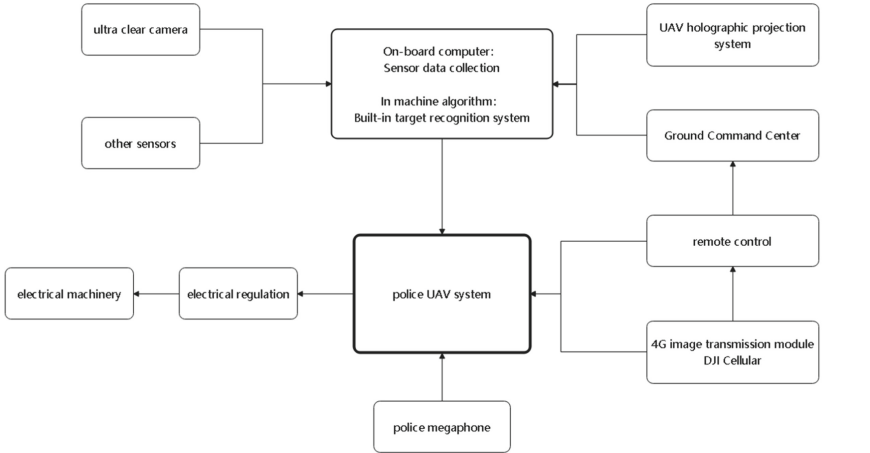 ultra clear camera
other sensors
On-board computer:
Sensor data collection
In machine algorithm:
Built-in target recognition system
UAV holographic projection
system
Ground Command Center
remote control
4G image transmission module
DJI Cellular
police UAV system
electrical regulation
electrical machinery
police megaphone